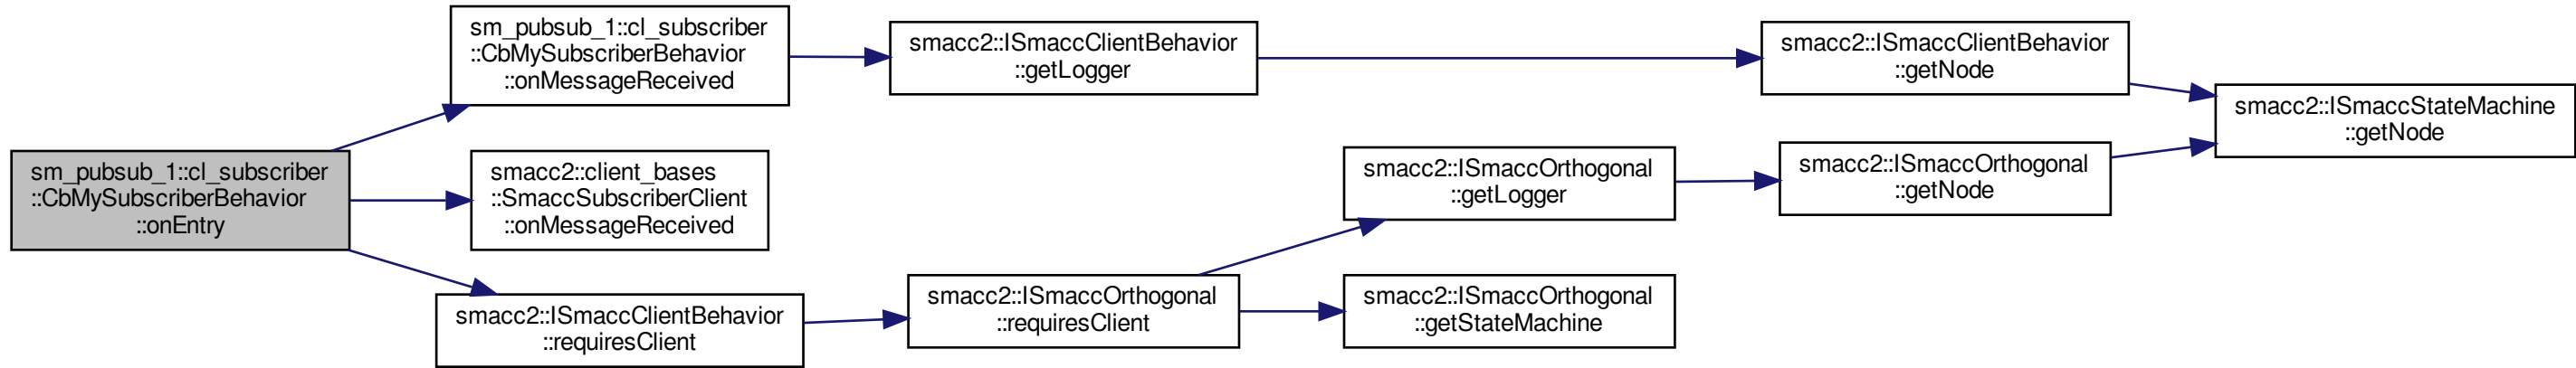 sm_pubsub_1::cl_subscriber
::CbMySubscriberBehavior
::onEntry
sm_pubsub_1::cl_subscriber
::CbMySubscriberBehavior
::onMessageReceived
smacc2::ISmaccClientBehavior
::getLogger
smacc2::ISmaccClientBehavior
::getNode
smacc2::ISmaccStateMachine
::getNode
smacc2::client_bases
::SmaccSubscriberClient
::onMessageReceived
smacc2::ISmaccClientBehavior
::requiresClient
smacc2::ISmaccOrthogonal
::requiresClient
smacc2::ISmaccOrthogonal
::getLogger
smacc2::ISmaccOrthogonal
::getNode
smacc2::ISmaccOrthogonal
::getStateMachine